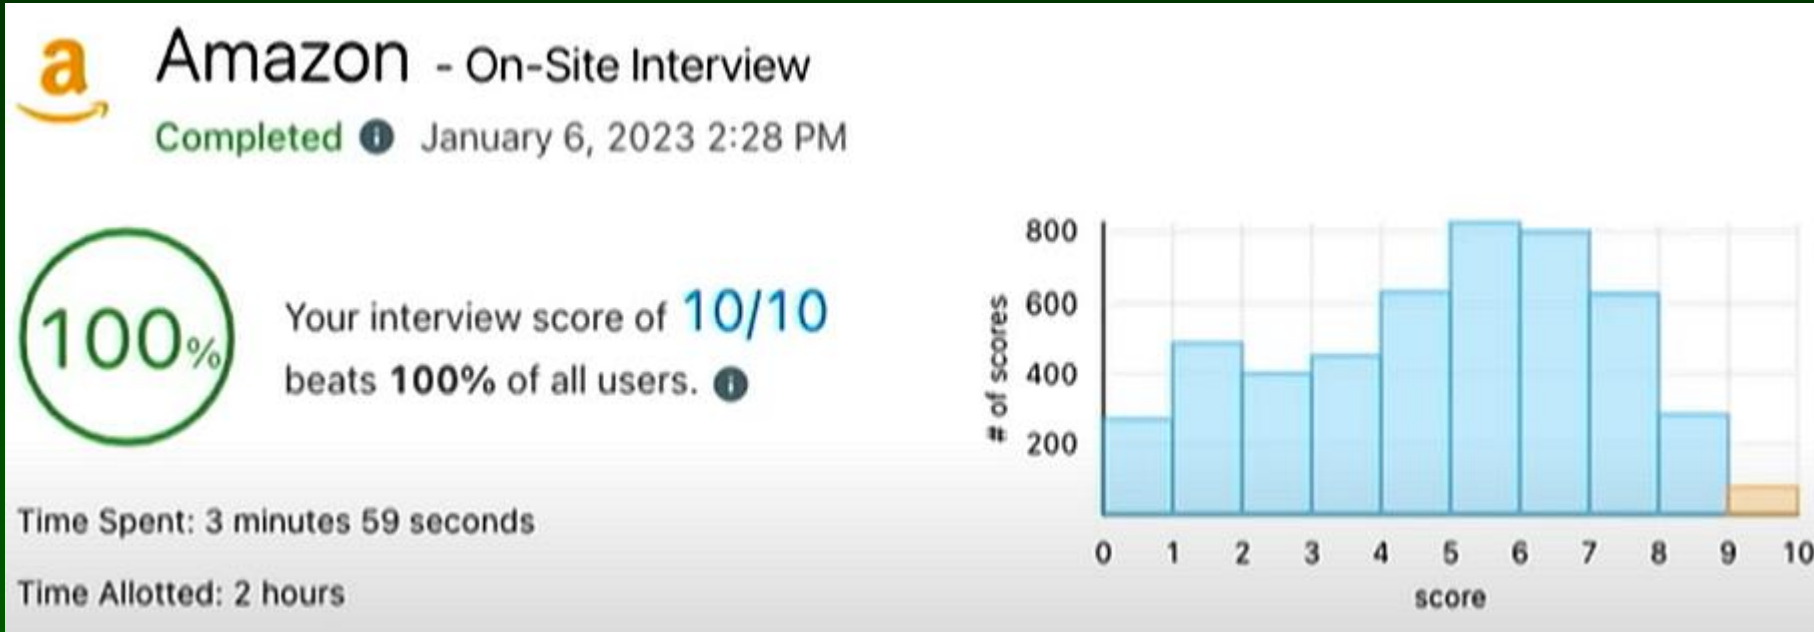 a
Amazon - On-Site Interview
Completed i January 6, 2023 2:28 PM
100%
Your interview score of 10/10
beats 100% of all users. i
Time Spent: 3 minutes 59 seconds
Time Allotted: 2 hours
# of scores
800
600
400
200
0 1 2 3 4 5 6 7 8 9 10
score